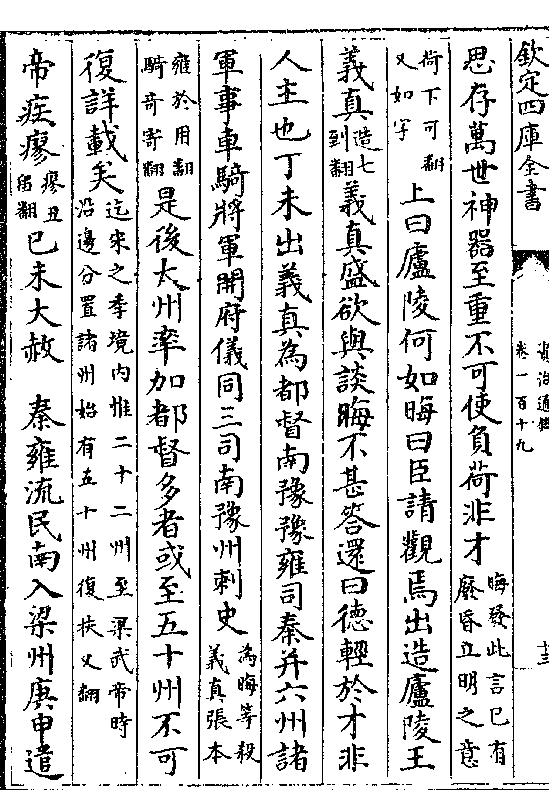 欽定四庫全書
資治通鑑
卷一百十九
十三
思存萬世神器至重不可使負荷非才晦發此言已有廢昏立明之意
荷下可翻又如字上曰廬陵何如晦曰臣請觀焉出造廬陵王
義真造七到翻義真盛欲與談晦不甚答還曰德輕於才非
人主也丁未出義真為都督南豫豫雍司秦并六州諸
軍事車騎將軍開府儀同三司南豫州刺史為晦等殺義真張本
雍於用翻騎奇寄翻是後太州率加都督多者或至五十州不可
復詳載矣迄宋之季境内惟二十二州至梁武帝時沿邊分置諸州始有五十州復扶又翻
帝疾瘳瘳丑留翻己未大赦 秦雍流民南入梁州庚申遣